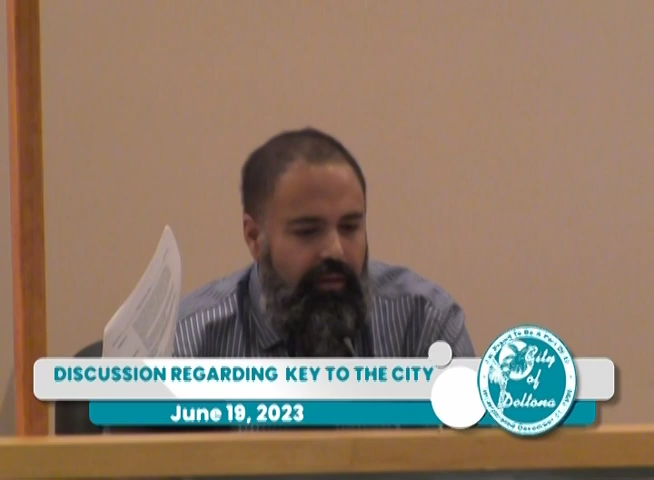 DISCUSSION REGARDING KEY TO THE CITY
June 19, 2023
City
of
Deltona